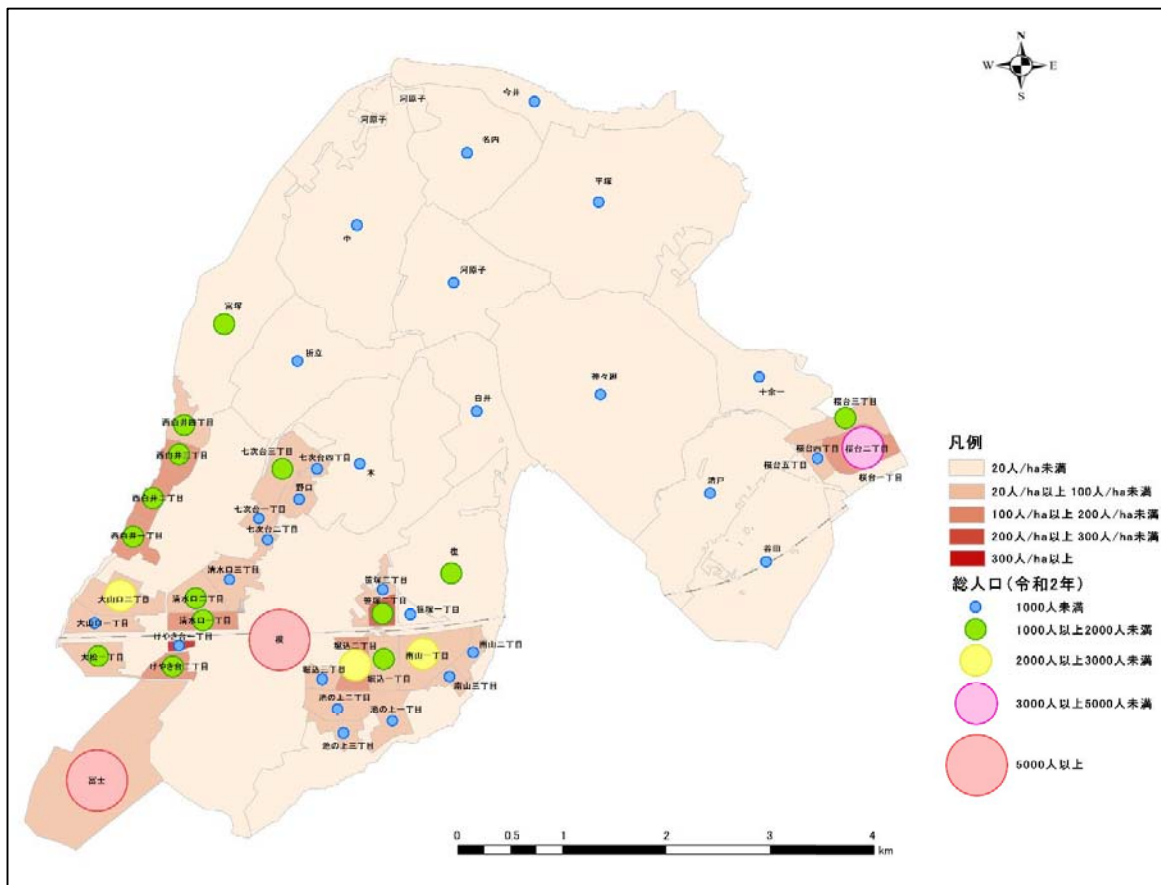 N
W E
S
今井
河原子
河原子
名内
平塚
中
河原子
富塚
折立
神々廻
十余一
白井
桜台三丁目
西白井四丁目
桜台四丁目
桜台二丁目
西白井三丁目
七次台三丁目
七次台四丁目
木
桜台五丁目
桜台一丁目
清戸
西白井二丁目
野口
七次台一丁目
西白井一丁目
七次台二丁目
復
谷田
清水口三丁目
笹塚三丁目
大山口二丁目
清水口二丁目
笹塚二丁目
笹塚一丁目
大山口一丁目
清水口一丁目
けやき台一丁目
根
堀込二丁目
南山一丁目
南山二丁目
大松一丁目
けやき台二丁目
堀込三丁目
堀込一丁目
南山三丁目
池の上二丁目
池の上一丁目
池の上三丁目
冨士
凡例
20人/ha未満
20人/ha以上 100人/ha未満
100人/ha以上 200人/ha未満
200人/ha以上 300人/ha未満
300人/ha以上
総人口(令和2年)
1000人未満
1000人以上2000人未満
2000人以上3000人未満
3000人以上5000人未満
5000人以上
0 0.5 1 2 3 4
km